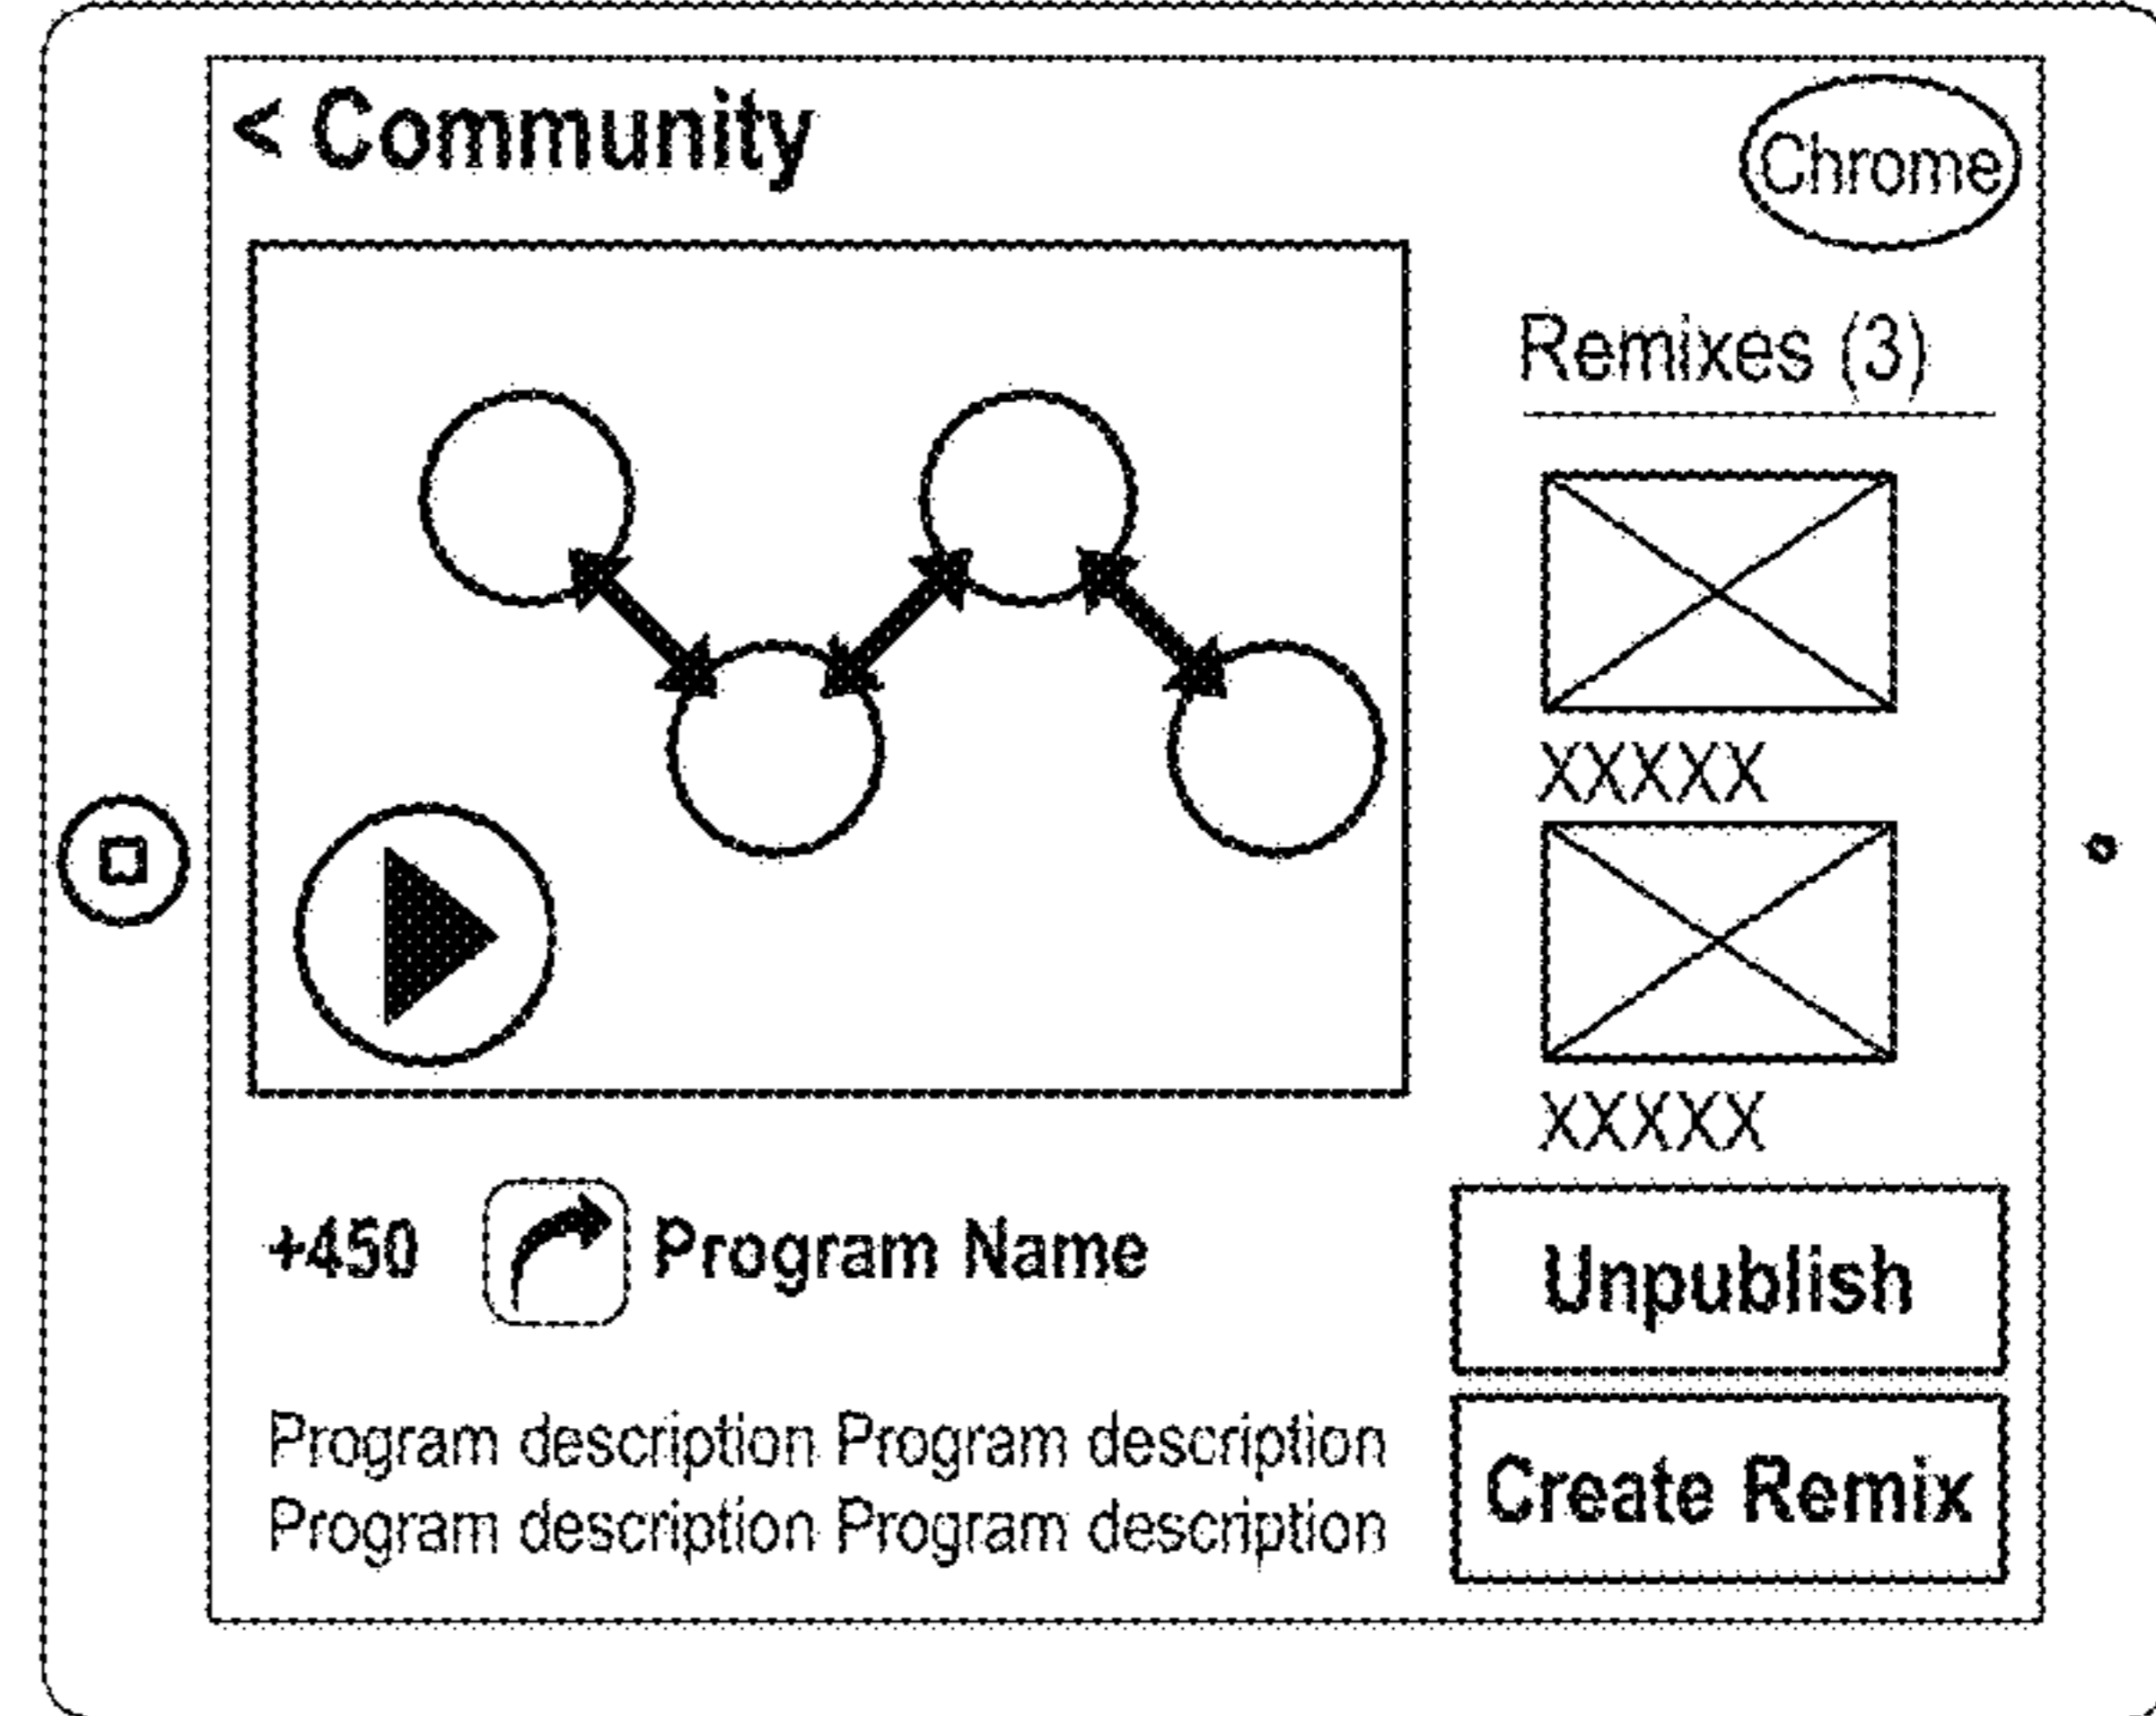 < Community
Chrome
Remixes (3)
XXXXX
XXXXX
+450 Program Name
Program description Program description
Program description Program description
Unpublish
Create Remix